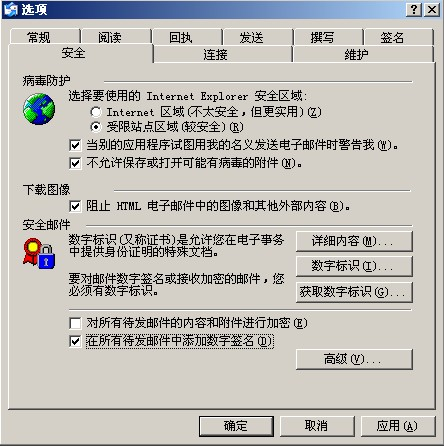 选项
常规 阅读 回执 发送 撰写 签名
安全 连接 维护
病毒防护
选择要使用的 Internet Explorer 安全区域:
Internet 区域(不太安全，但更实用)(Z)
受限站点区域(较安全)(R)
当别的应用程序试图用我的名义发送电子邮件时警告我(W)。
不允许保存或打开可能有病毒的附件(N)。
下载图像
阻止 HTML 电子邮件中的图像和其他外部内容(B)。
安全邮件
数字标识(又称证书)是允许您在电子事务
中提供身份证明的特殊文档。
详细内容(M)...
数字标识(I)...
要对邮件数字签名或接收加密的邮件，您
必须有数字标识。
获取数字标识(G)...
对所有待发邮件的内容和附件进行加密(E)
在所有待发邮件中添加数字签名(D)
高级(V)...
确定 取消 应用(A)